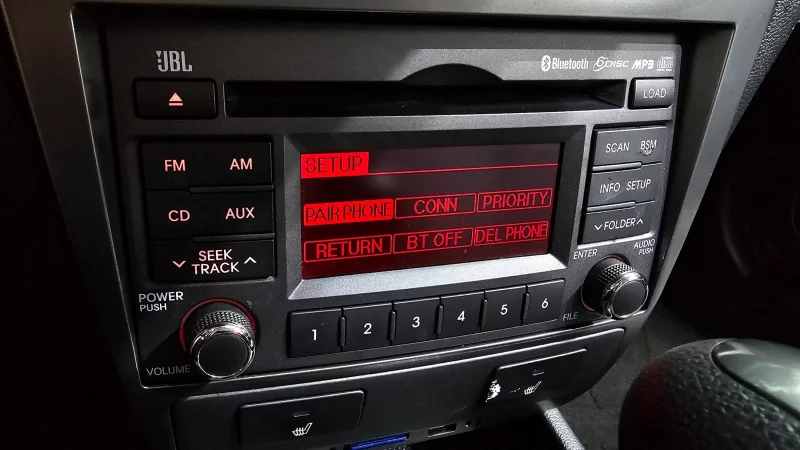 JBL
Bluetooth 6DISC MP3
LOAD
FM AM
CD AUX
SEEK
TRACK
SCAN BSM
INFO SETUP
FOLDER
SETUP
PAIR PHONE CONN PRIORITY
RETURN BT OFF DEL PHONE
POWER
PUSH
VOLUME
1 2 3 4 5 6
ENTER
AUDIO
PUSH
FILE